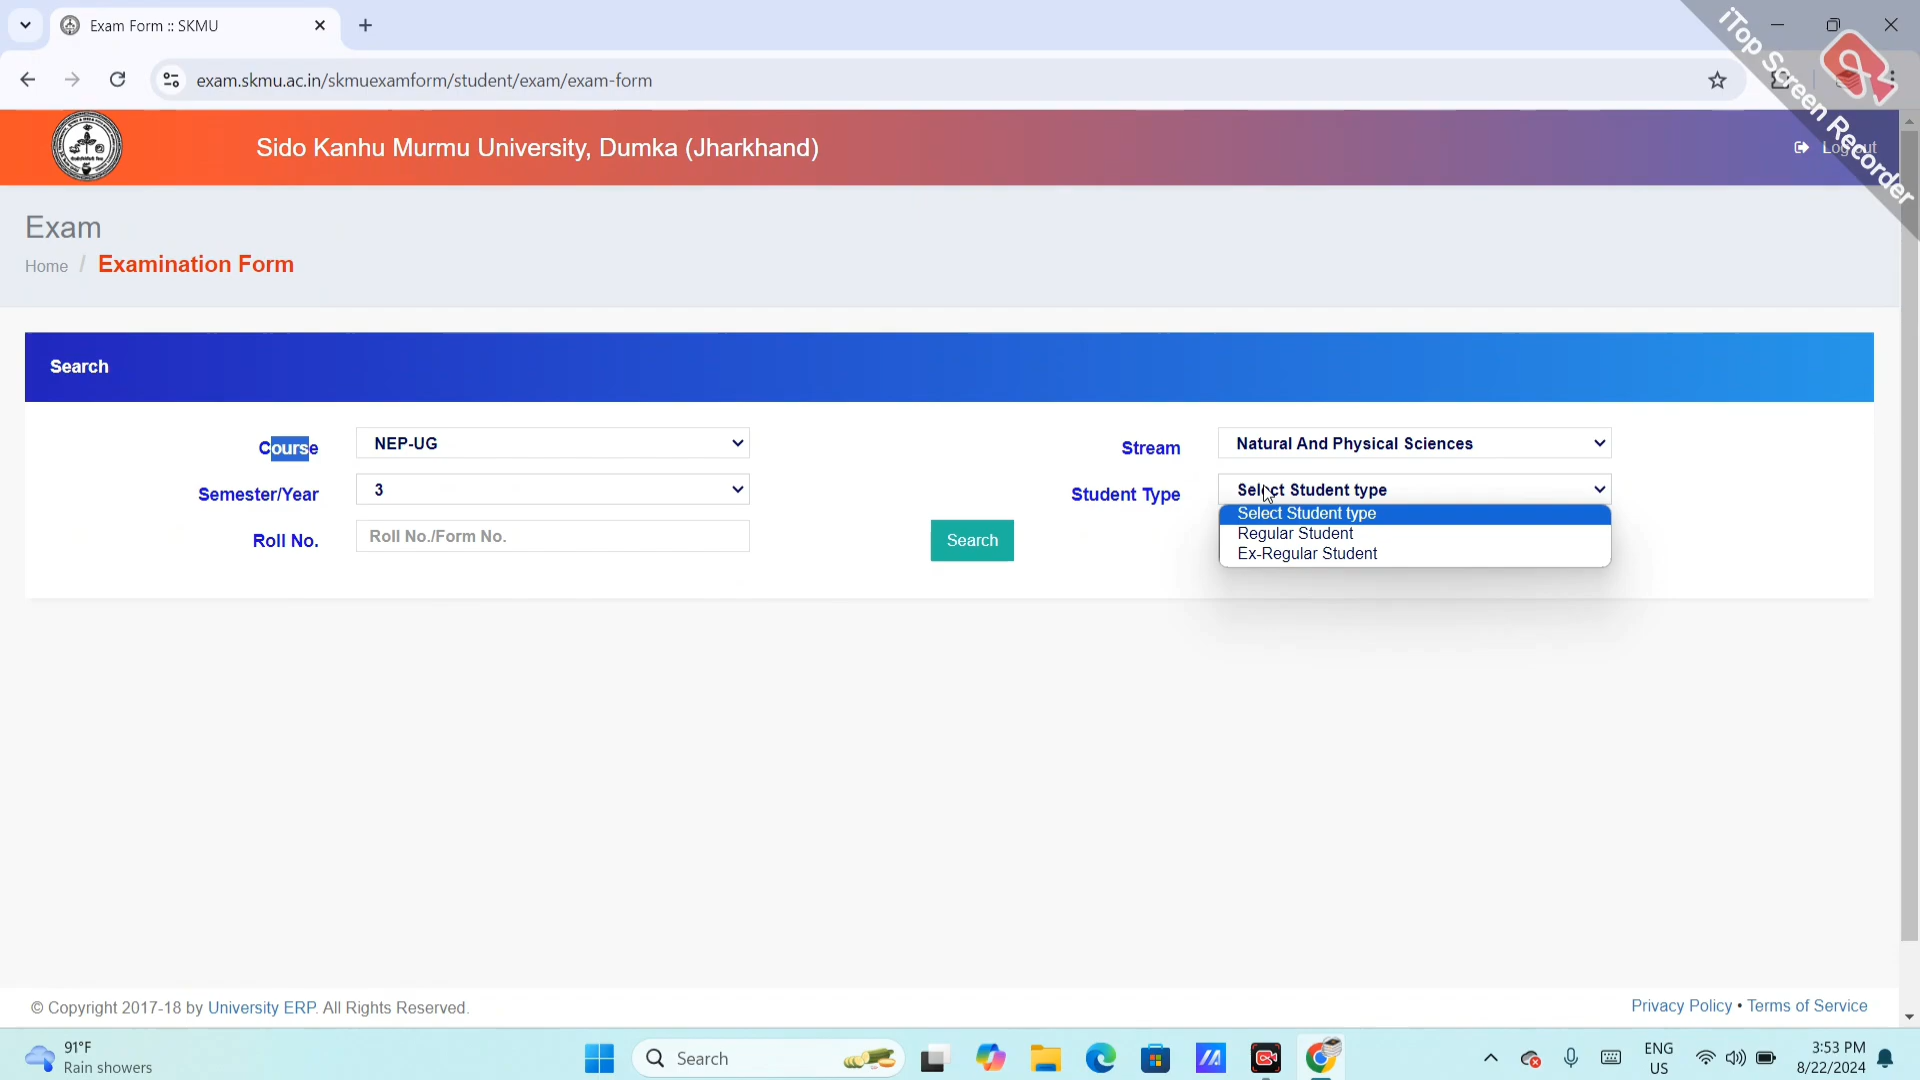 Exam Form :: SKMU
exam.skmu.ac.in/skmuexamform/student/exam/exam-form
iTop Screen Recorder
Sido Kanhu Murmu University, Dumka (Jharkhand)
Logout
Exam
Home / Examination Form
Search
Course NEP-UG Stream Natural And Physical Sciences
Semester/Year 3 Student Type Select Student type
Select Student type
Regular Student
Ex-Regular Student
Roll No. Roll No./Form No. Search
© Copyright 2017-18 by University ERP. All Rights Reserved.
Privacy Policy • Terms of Service
91°F
Rain showers
Search
ENG
US
3:53 PM
8/22/2024